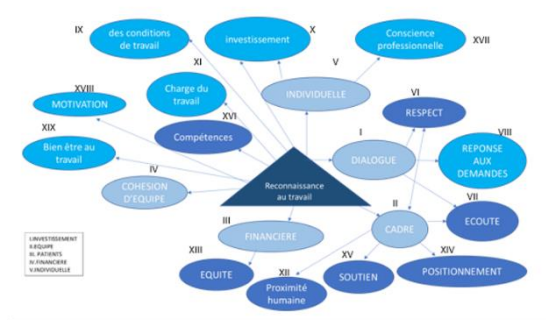 IX
des conditions
de travail
investissement
X
Conscience
professionnelle
XVII
XI
V
INDIVIDUELLE
XVIII
MOTIVATION
Charge du
travail
XVI
Compétences
VI
RESPECT
XIX
Bien être au
travail
I
DIALOGUE
VIII
REPONSE
AUX
DEMANDES
IV
COHESION
D'EQUIPE
Reconnaissance
au travail
II
CADRE
VII
ECOUTE
III
FINANCIERE
I.INVESTISSEMENT
II.EQUIPE
III. PATIENTS
IV.FINANCIERE
V.INDIVIDUELLE
XIII
EQUITE
XII
Proximité
humaine
XV
SOUTIEN
XIV
POSITIONNEMENT